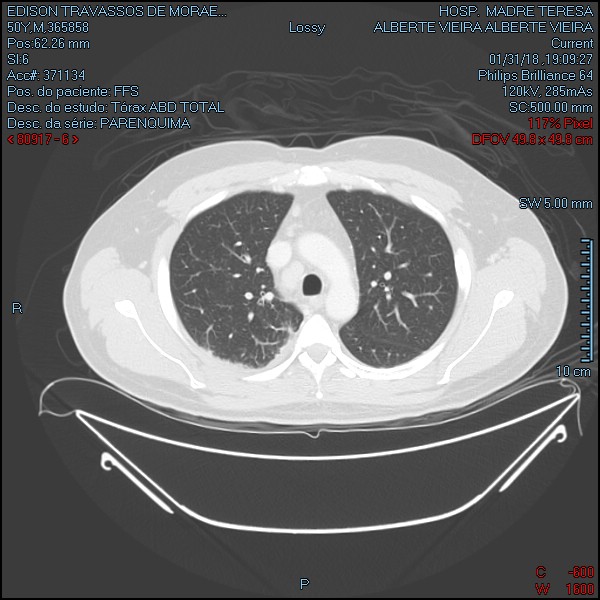 EDISON TRAVASSOS DE MORAE...
50Y,M,365858
Pos:62.26 mm
Sl:6
Acc#: 371134
Pos. do paciente: FFS
Desc. do estudo: Tórax ABD TOTAL
Desc. da série: PARENQUIMA
< 80917 - 6 >
Lossy
HOSP. MADRE TERESA
ALBERTE VIEIRA ALBERTE VIEIRA
Current
01/31/18 ,19:09:27
Philips Brilliance 64
120kV, 285mAs
SC:500.00 mm
117% Pixel
DFOV 49.8 x 49.8 cm
SW 5.00 mm
R
10 cm
P
C -600
W 1600